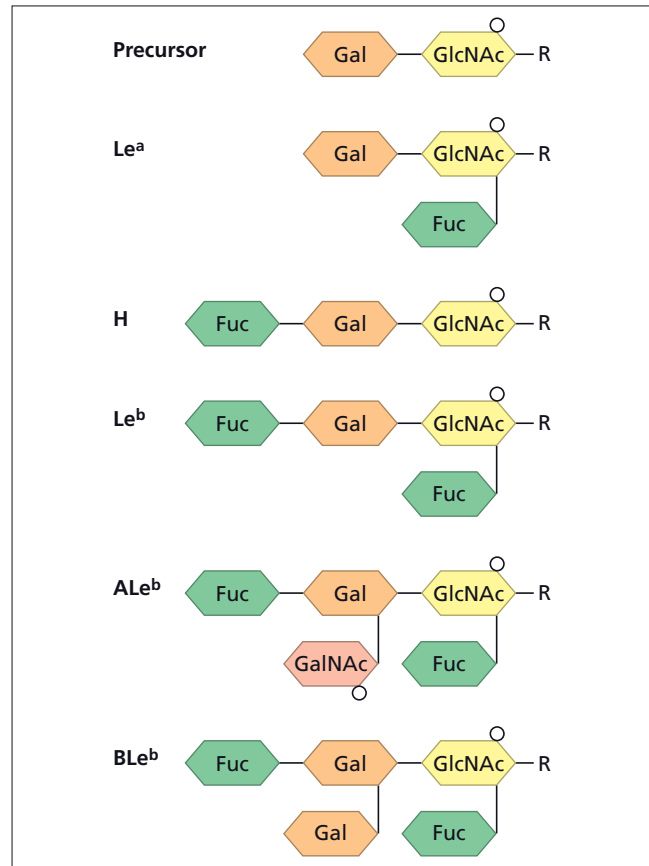 Precursor Gal GlcNAc R
Leᵃ Gal GlcNAc R
Fuc
H Fuc Gal GlcNAc R
Leᵇ Fuc Gal GlcNAc R
Fuc
ALeᵇ Fuc Gal GlcNAc R
GalNAc Fuc
BLeᵇ Fuc Gal GlcNAc R
Gal Fuc